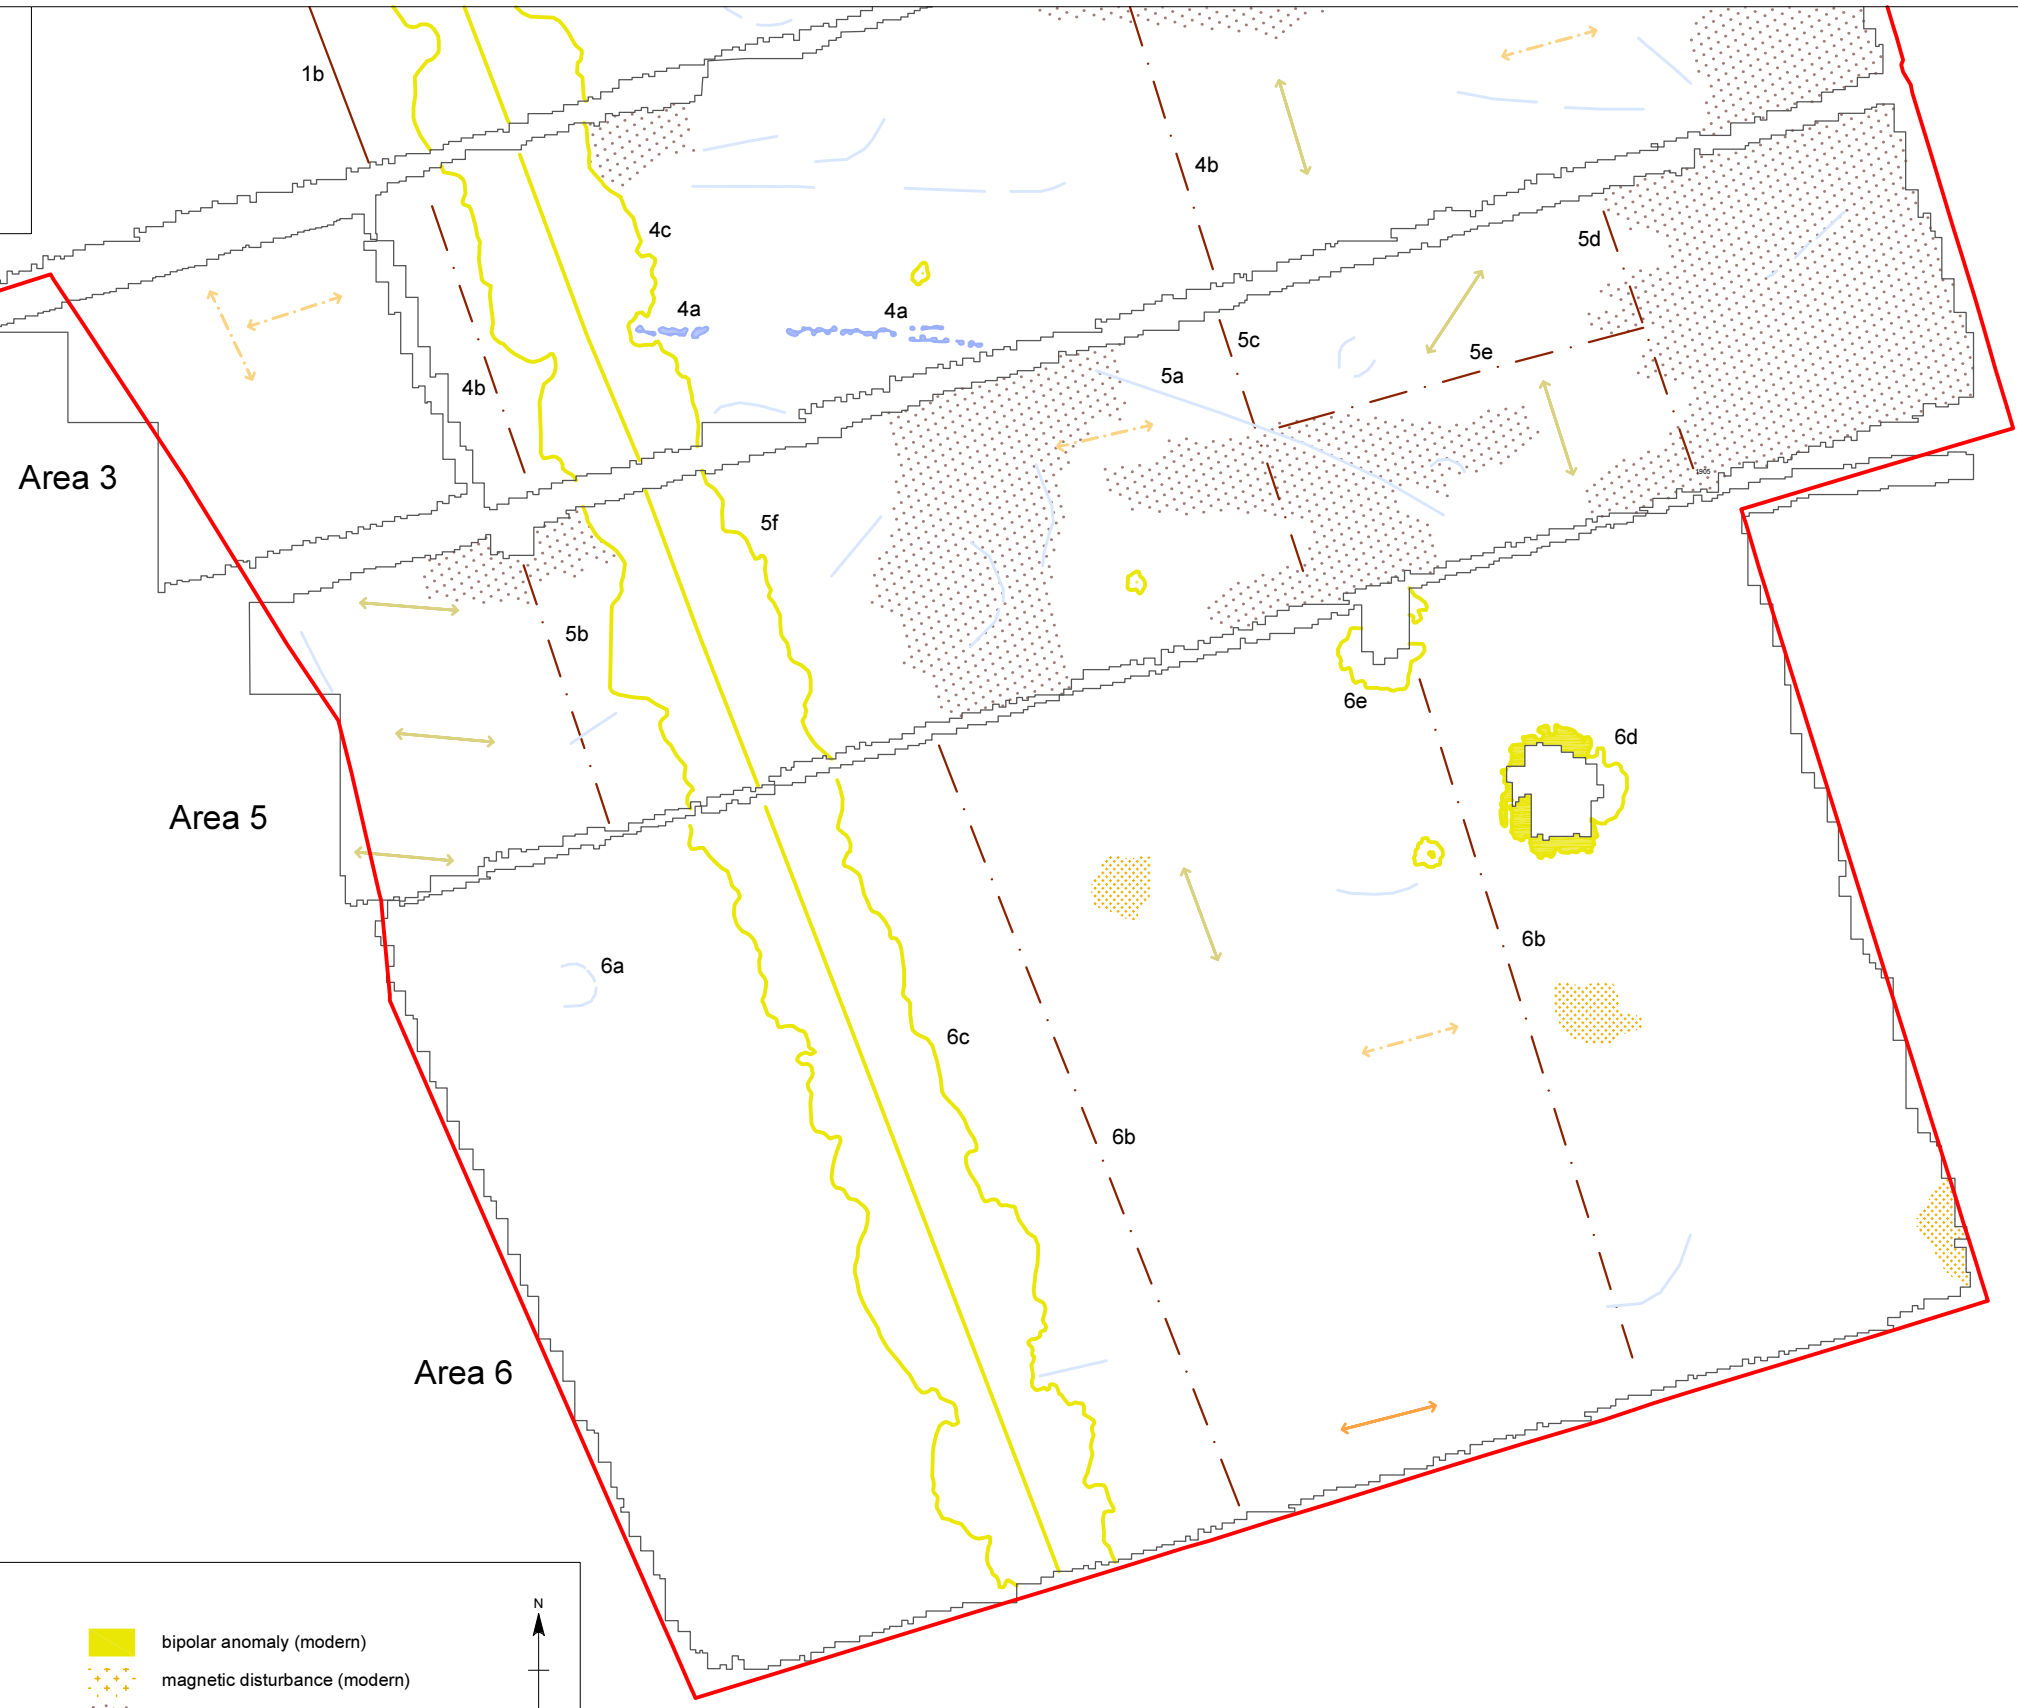 1b
4b
4c
5d
4a
4a
5c
5e
5a
4b
1905
Area 3
5f
5b
6e
6d
Area 5
6b
6a
6c
6b
Area 6
N
bipolar anomaly (modern)
magnetic disturbance (modern)